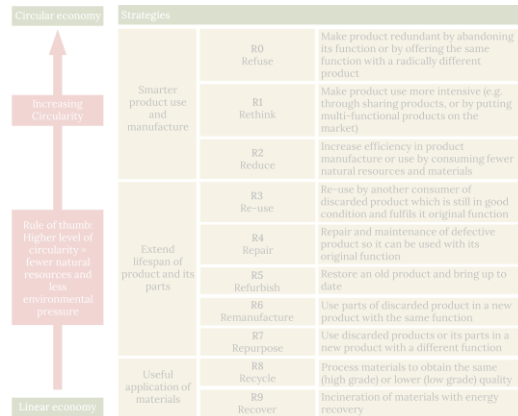 Circular economy
Strategies
Increasing
Circularity
Rule of thumb:
Higher level of
circularity =
fewer natural
resources and
less
environmental
pressure
Linear economy
Smarter
product use
and
manufacture
R0
Refuse
Make product redundant by abandoning
its function or by offering the same
function with a radically different
product
R1
Rethink
Make product use more intensive (e.g.
through sharing products, or by putting
multi-functional products on the
market)
R2
Reduce
Increase efficiency in product
manufacture or use by consuming fewer
natural resources and materials
Extend
lifespan of
product and its
parts
R3
Re-use
Re-use by another consumer of
discarded product which is still in good
condition and fulfils it original function
R4
Repair
Repair and maintenance of defective
product so it can be used with its
original function
R5
Refurbish
Restore an old product and bring up to
date
R6
Remanufacture
Use parts of discarded product in a new
product with the same function
R7
Repurpose
Use discarded products or its parts in a
new product with a different function
Useful
application of
materials
R8
Recycle
Process materials to obtain the same
(high grade) or lower (low grade) quality
R9
Recover
Incineration of materials with energy
recovery